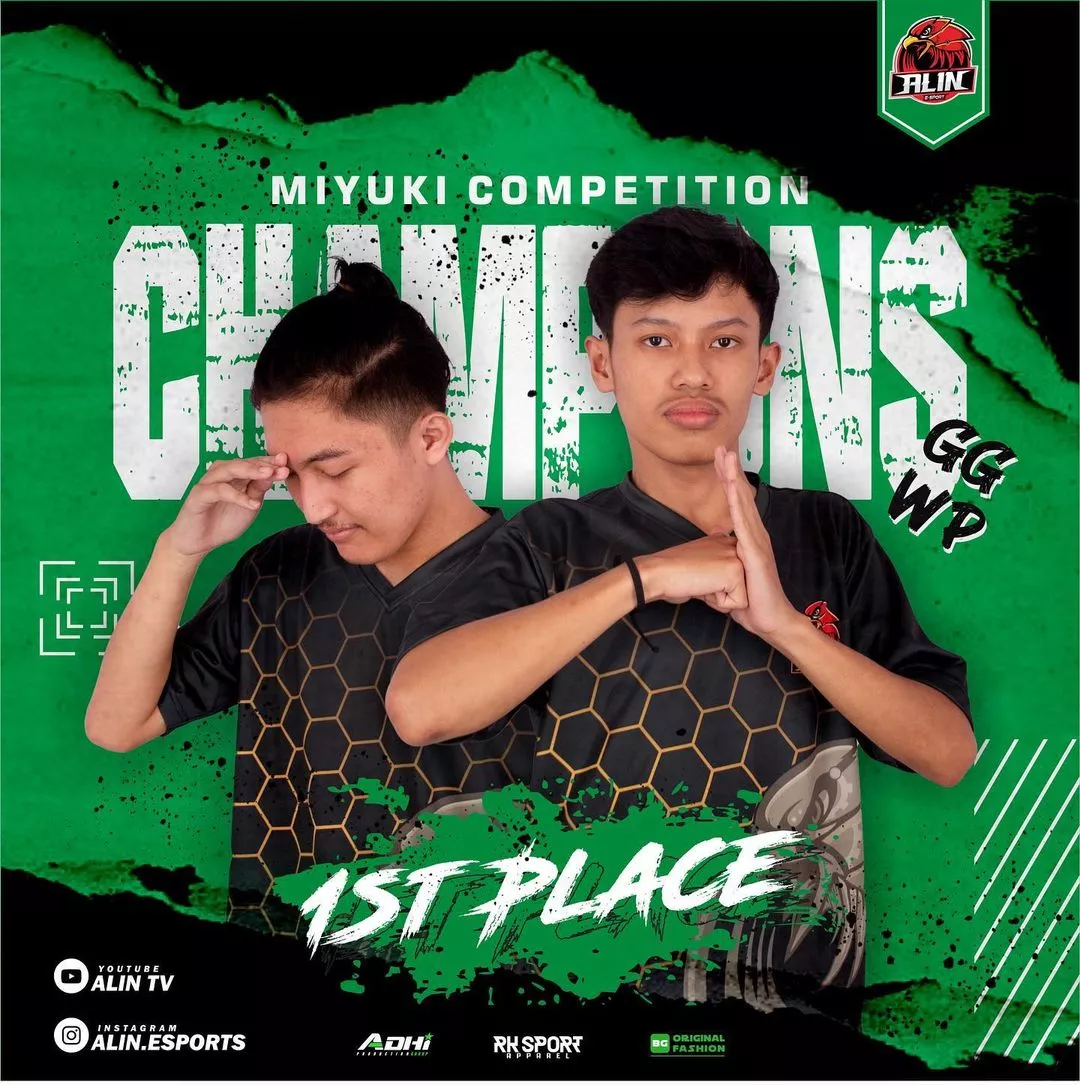 ALIN
E-SPORT
MIYUKI COMPETITION
CHAMPIONS
GG
WP
1ST PLACE
YOUTUBE
ALIN TV
INSTAGRAM
ALIN.ESPORTS
ADHI
PRODUCTIONGROUP
RK SPORT
APPAREL
BG
ORIGINAL
FASHION